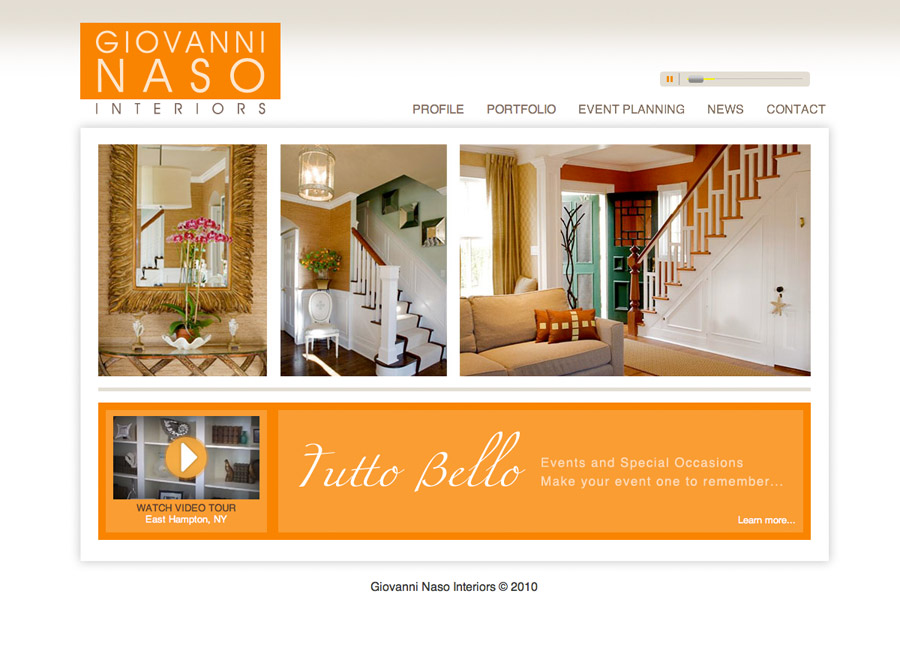 GIOVANNI
NASO
INTERIORS
PROFILE PORTFOLIO EVENT PLANNING NEWS CONTACT
WATCH VIDEO TOUR
East Hampton, NY
Tutto Bello
Events and Special Occasions
Make your event one to remember...
Learn more...
Giovanni Naso Interiors © 2010